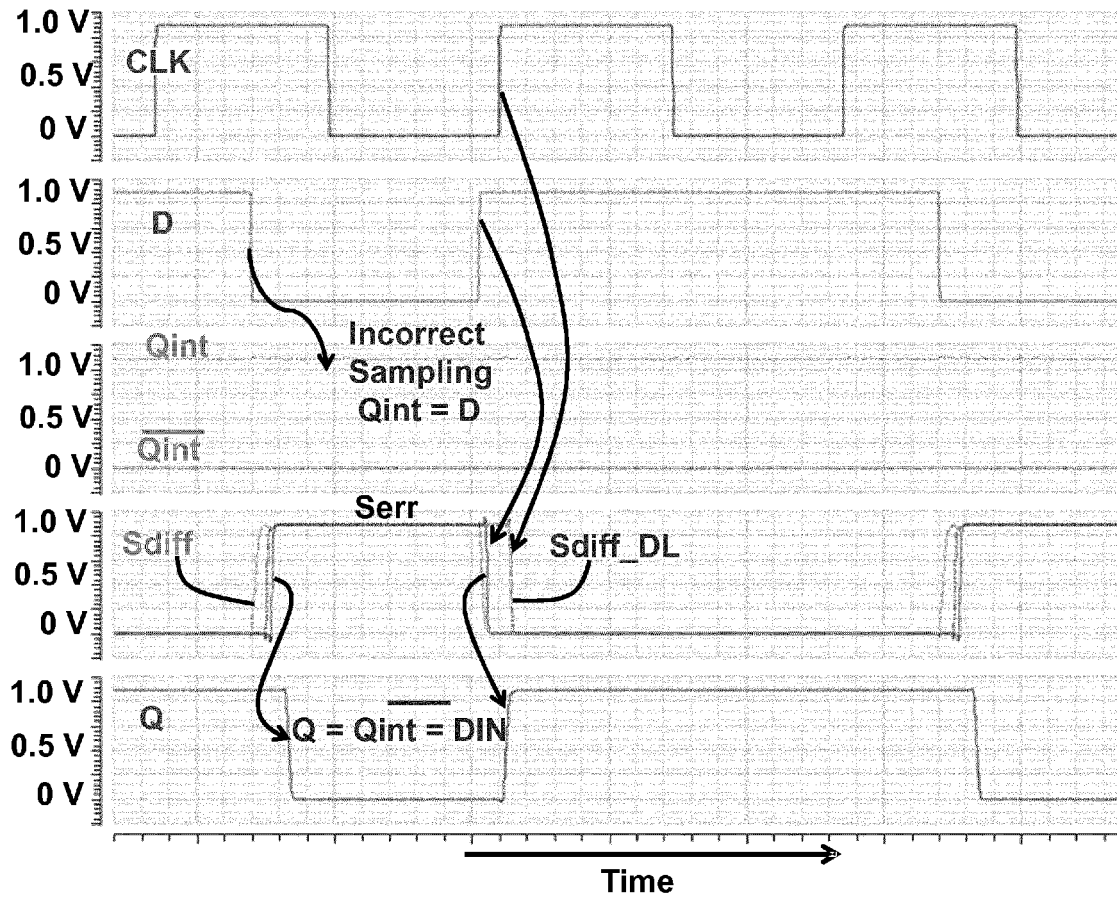 1.0 V
CLK
0.5 V
0 V
1.0 V
D
0.5 V
0 V
Qint
1.0 V
Incorrect
Sampling
Qint = D
0.5 V
Qint
0 V
1.0 V
Serr
Sdiff
Sdiff_DL
0.5 V
0 V
1.0 V
Q
Q = Qint = DIN
0.5 V
0 V
Time